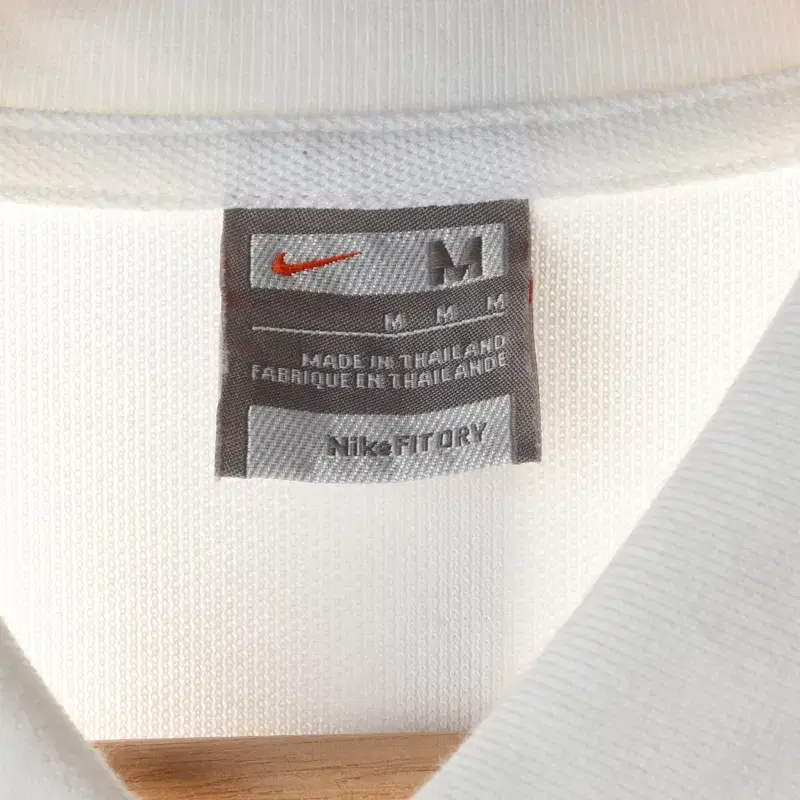 M
M M M
MADE IN THAILAND
FABRIQUE EN THAILANDE
NikeFIT DRY